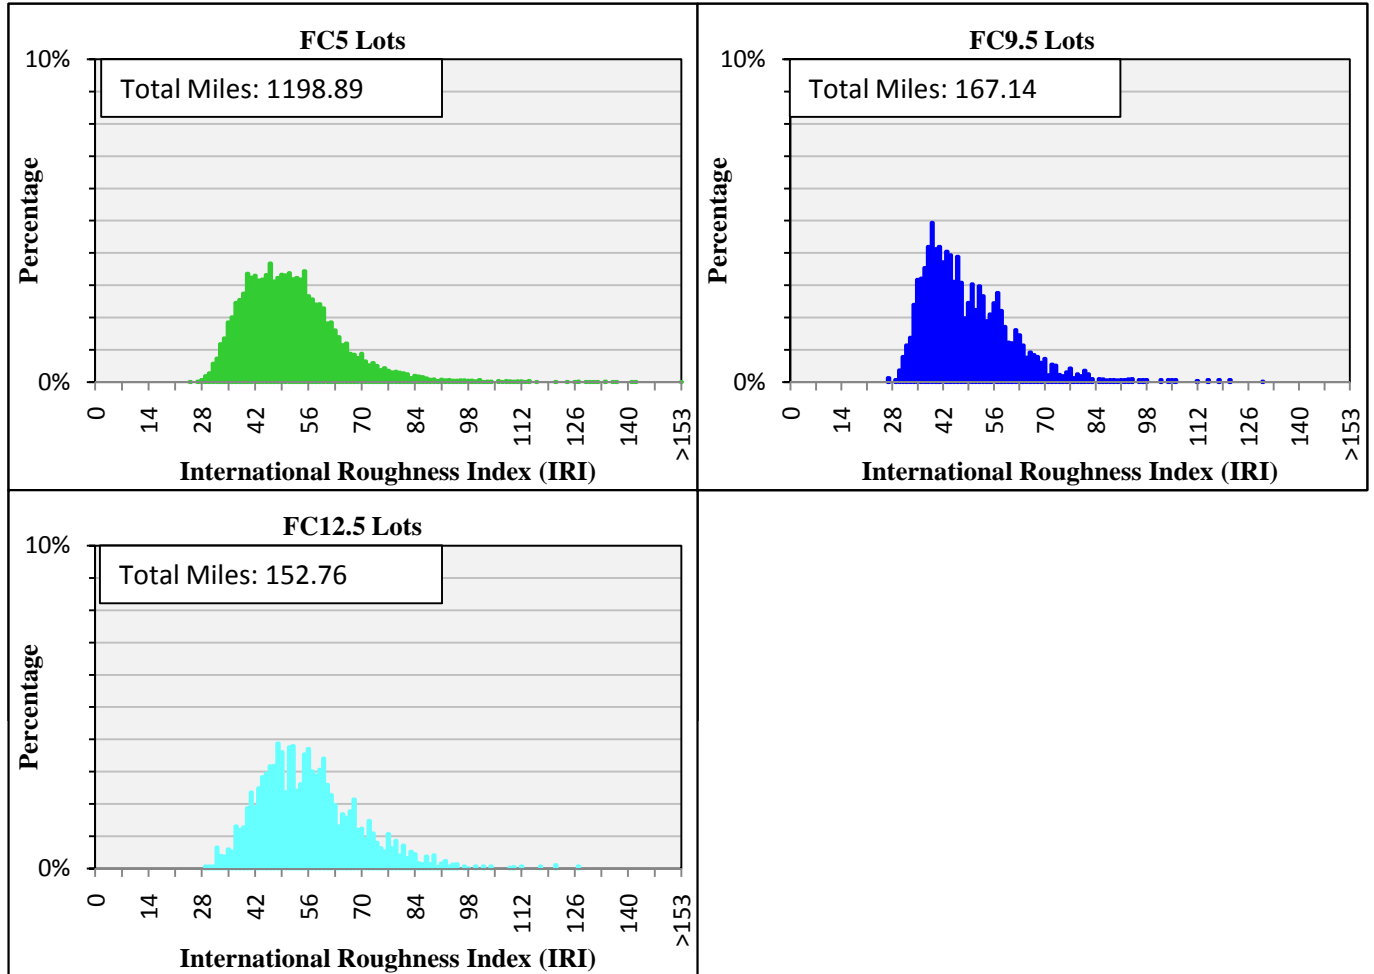 FC5 Lots
10%
Total Miles: 1198.89
Percentage
0%
0 14 28 42 56 70 84 98 112 126 140 >153
International Roughness Index (IRI)
FC9.5 Lots
10%
Total Miles: 167.14
Percentage
0%
0 14 28 42 56 70 84 98 112 126 140 >153
International Roughness Index (IRI)
FC12.5 Lots
10%
Total Miles: 152.76
Percentage
0%
0 14 28 42 56 70 84 98 112 126 140 >153
International Roughness Index (IRI)